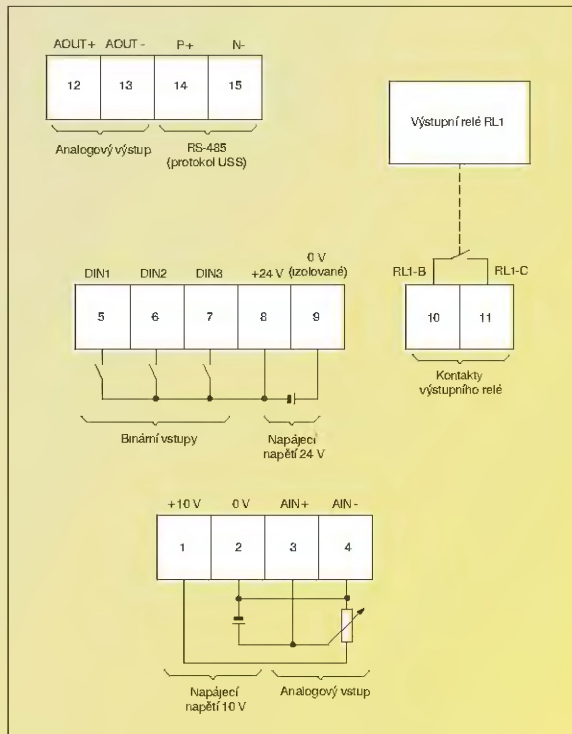 AOUT+ AOUT- P+ N-
12 13 14 15
Analogový výstup
RS-485
(protokol USS)
Výstupní relé RL1
RL1-B RL1-C
10 11
Kontakty
výstupního relé
DIN1 DIN2 DIN3 +24 V 0 V
(izolované)
5 6 7 8 9
Binární vstupy
Napájecí
napětí 24 V
+10 V 0 V AIN+ AIN-
1 2 3 4
Napájecí
napětí 10 V
Analogový vstup